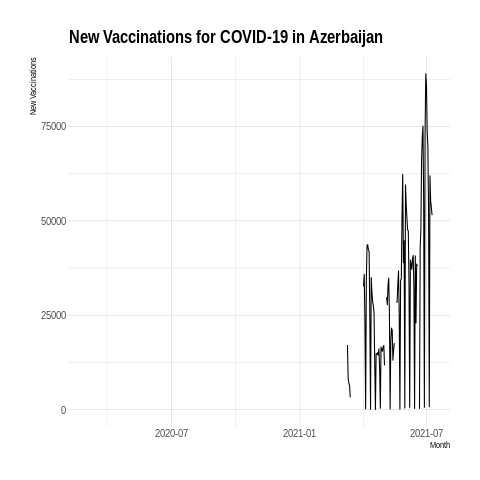 New Vaccinations for COVID-19 in Azerbaijan
New Vaccinations
75000
50000
25000
0
2020-07
2021-01
2021-07
Month